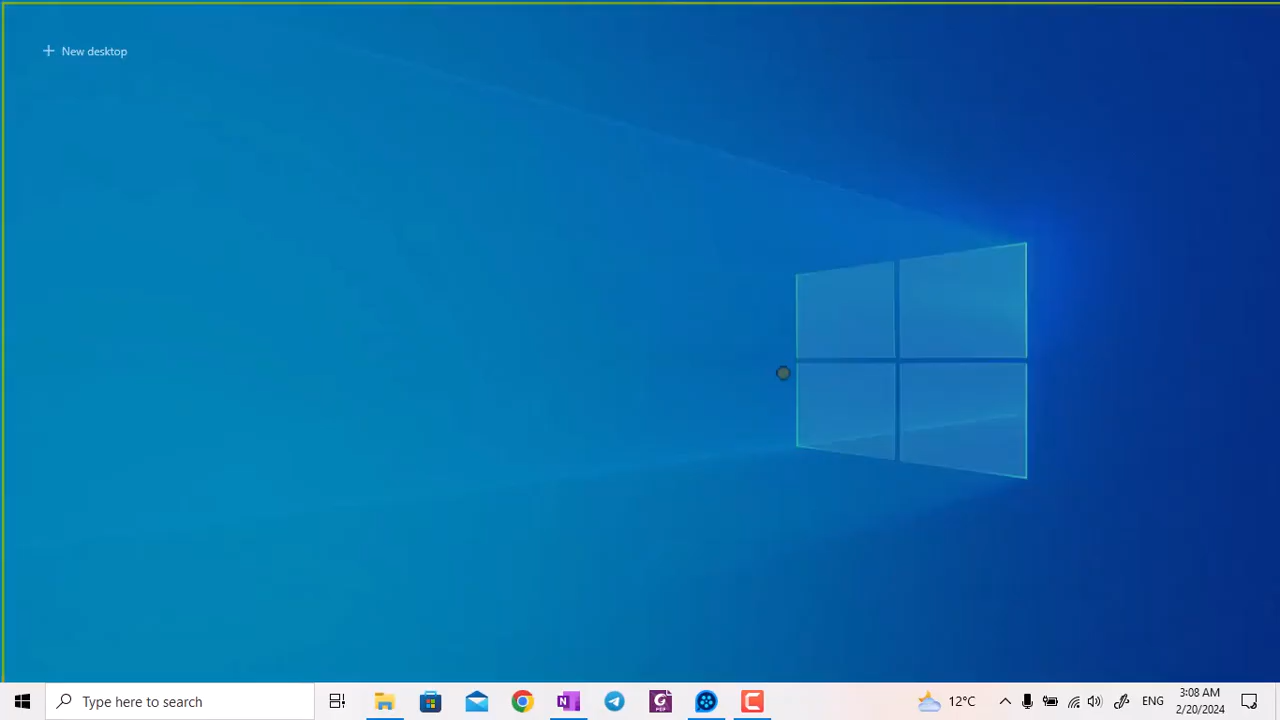 New desktop
Type here to search
12°C
ENG
3:08 AM
2/20/2024